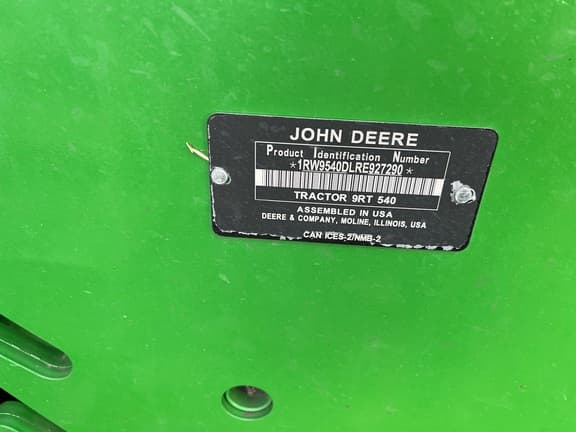 JOHN DEERE
Product Identification Number
*1RW9540DLRE927290*
TRACTOR 9RT 540
ASSEMBLED IN USA
DEERE & COMPANY, MOLINE, ILLINOIS, USA
CAN ICES-2/NMB-2